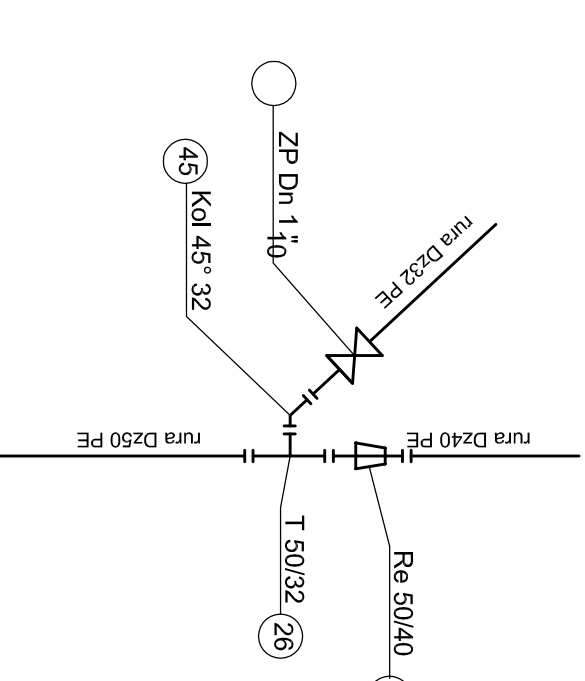 ZP Dn 1 "
10
45
Kol 45° 32
rura Dz32 PE
rura Dz50 PE
rura Dz40 PE
T 50/32
26
Re 50/40